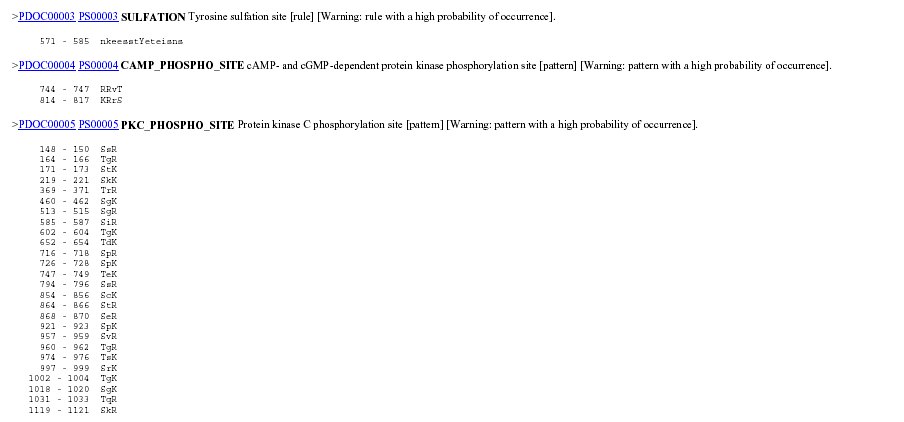 >PDOC00003 PS00003 SULFATION Tyrosine sulfation site [rule] [Warning: rule with a high probability of occurrence].
571 - 585 nkeesstYeteisns
>PDOC00004 PS00004 CAMP_PHOSPHO_SITE cAMP- and cGMP-dependent protein kinase phosphorylation site [pattern] [Warning: pattern with a high probability of occurrence].
744 - 747 RRvT
814 - 817 KRrS
>PDOC00005 PS00005 PKC_PHOSPHO_SITE Protein kinase C phosphorylation site [pattern] [Warning: pattern with a high probability of occurrence].
148 - 150 SsR
164 - 166 TgR
171 - 173 StK
219 - 221 SkK
369 - 371 TrR
460 - 462 SgK
513 - 515 SgR
585 - 587 SiR
602 - 604 TgK
652 - 654 TdK
716 - 718 SpR
726 - 728 SpK
747 - 749 TeK
794 - 796 SsR
854 - 856 ScK
864 - 866 StR
868 - 870 SeR
921 - 923 SpK
957 - 959 SvR
960 - 962 TgR
974 - 976 TsK
997 - 999 SrK
1002 - 1004 TgK
1018 - 1020 SgK
1031 - 1033 TqR
1119 - 1121 SkR